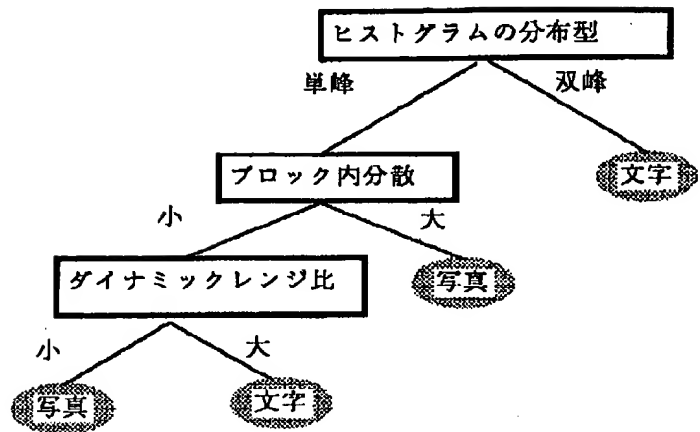 ヒストグラムの分布型
単峰
双峰
ブロック内分散
文字
小
大
ダイナミックレンジ比
写真
小
大
写真
文字